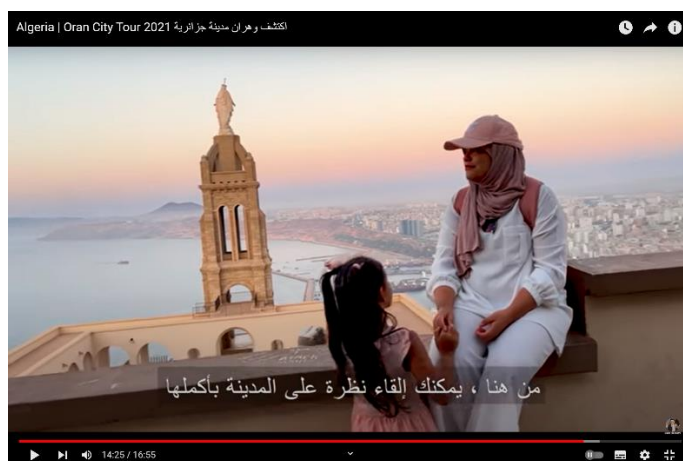 Algeria | Oran City Tour 2021 اكتشف وهران مدينة جزائرية
من هنا ، يمكنك إلقاء نظرة على المدينة بأكملها
14:25 / 16:55